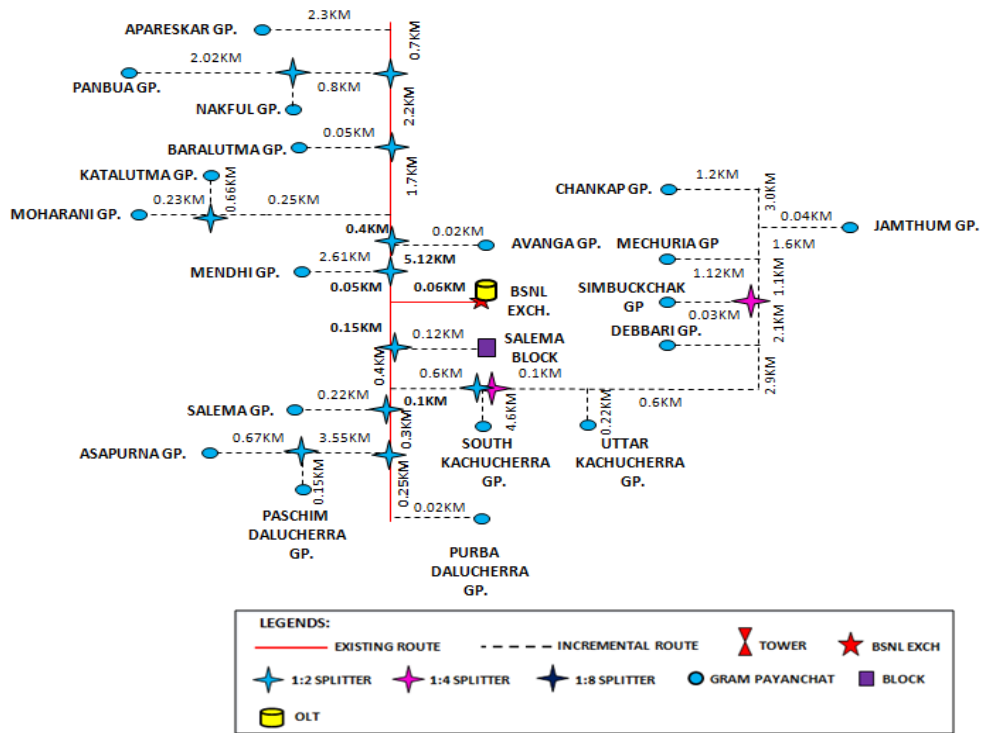 2.3KM
APARESKAR GP.
0.7KM
2.02KM
PANBUA GP.
0.8KM
NAKFUL GP.
2.2KM
0.05KM
BARALUTMA GP.
1.7KM
KATALUTMA GP.
0.66KM
0.23KM
0.25KM
MOHARANI GP.
CHANKAP GP.
1.2KM
3.0KM
0.04KM
JAMTHUM GP.
0.4KM
0.02KM
AVANGA GP.
MECHURIA GP
1.6KM
5.12KM
2.61KM
MENDHI GP.
1.12KM
1.1KM
0.05KM
0.06KM
BSNL
EXCH.
SIMBUCKCHAK
GP
0.03KM
2.1KM
DEBBARI GP.
0.15KM
0.12KM
SALEMA
BLOCK
0.4KM
0.6KM
0.1KM
2.9KM
0.1KM
0.6KM
0.22KM
SALEMA GP.
0.3KM
4.6KM
0.22KM
SOUTH
KACHUCHERRA
GP.
UTTAR
KACHUCHERRA
GP.
0.67KM
3.55KM
ASAPURNA GP.
0.15KM
0.25KM
PASCHIM
DALUCHERRA
GP.
0.02KM
PURBA
DALUCHERRA
GP.
LEGENDS:
EXISTING ROUTE
INCREMENTAL ROUTE
TOWER
BSNL EXCH
1:2 SPLITTER
1:4 SPLITTER
1:8 SPLITTER
GRAM PAYANCHAT
BLOCK
OLT